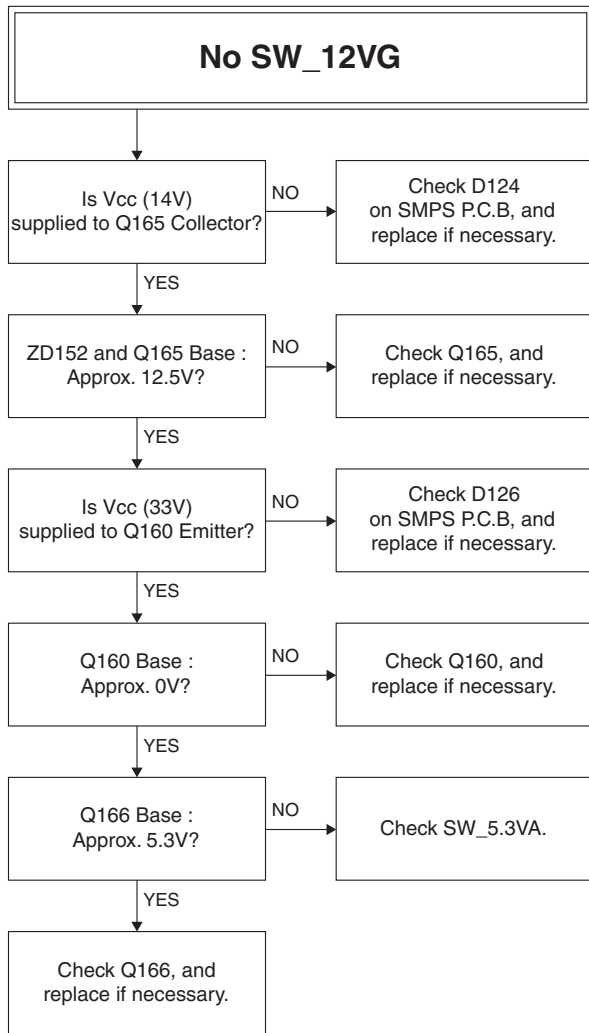 No SW_12VG
Is Vcc (14V)
supplied to Q165 Collector?
NO
Check D124
on SMPS P.C.B, and
replace if necessary.
YES
ZD152 and Q165 Base :
Approx. 12.5V?
NO
Check Q165, and
replace if necessary.
YES
Is Vcc (33V)
supplied to Q160 Emitter?
NO
Check D126
on SMPS P.C.B, and
replace if necessary.
YES
Q160 Base :
Approx. 0V?
NO
Check Q160, and
replace if necessary.
YES
Q166 Base :
Approx. 5.3V?
NO
Check SW_5.3VA.
YES
Check Q166, and
replace if necessary.